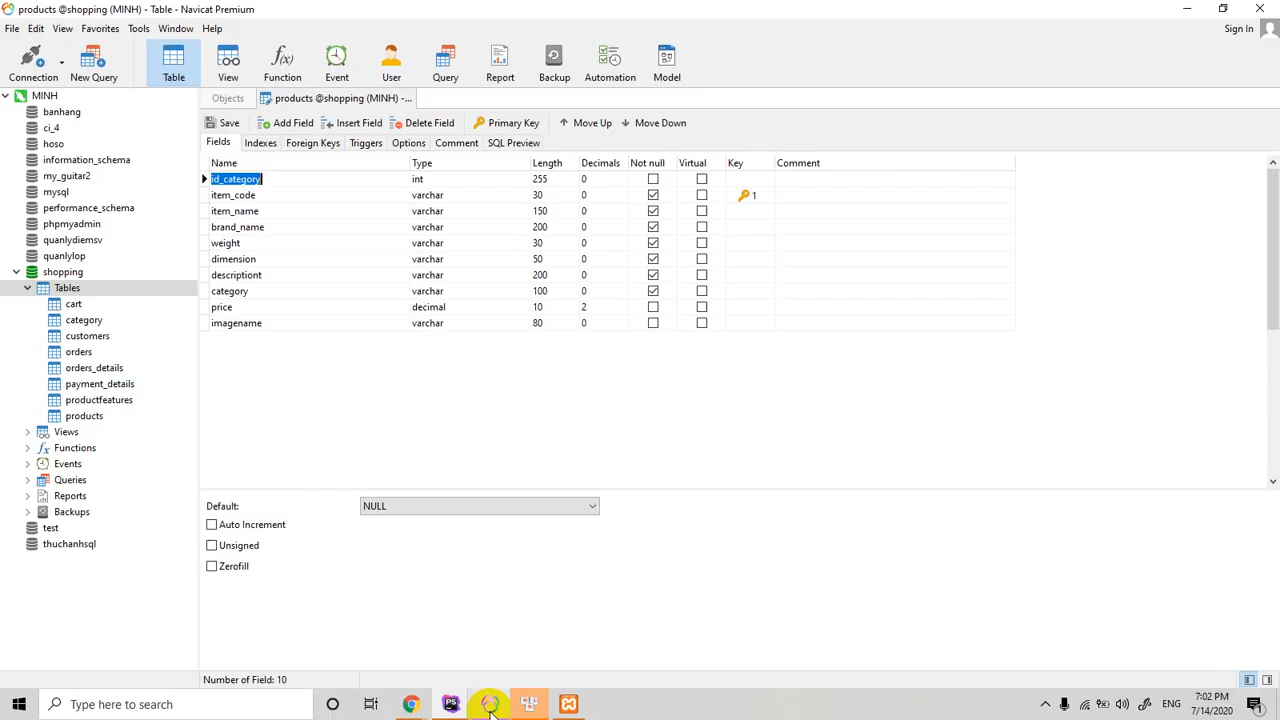 products @shopping (MINH) - Table - Navicat Premium
File Edit View Favorites Tools Window Help
Sign In
Connection New Query Table View Function Event User Query Report Backup Automation Model
MINH
banhang
ci_4
hoso
information_schema
my_guitar2
mysql
performance_schema
phpmyadmin
quanlydiemsv
quanlylop
shopping
Tables
cart
category
customers
orders
orders_details
payment_details
productfeatures
products
Views
Functions
Events
Queries
Reports
Backups
test
thuchanhsql
Objects products @shopping (MINH) -...
Save Add Field Insert Field Delete Field Primary Key Move Up Move Down
Fields Indexes Foreign Keys Triggers Options Comment SQL Preview
Name Type Length Decimals Not null Virtual Key Comment
id_category int 255 0
item_code varchar 30 0 1
item_name varchar 150 0
brand_name varchar 200 0
weight varchar 30 0
dimension varchar 50 0
descriptiont varchar 200 0
category varchar 100 0
price decimal 10 2
imagename varchar 80 0
Default: NULL
Auto Increment
Unsigned
Zerofill
Number of Field: 10
Type here to search
PS
7:02 PM
7/14/2020
1